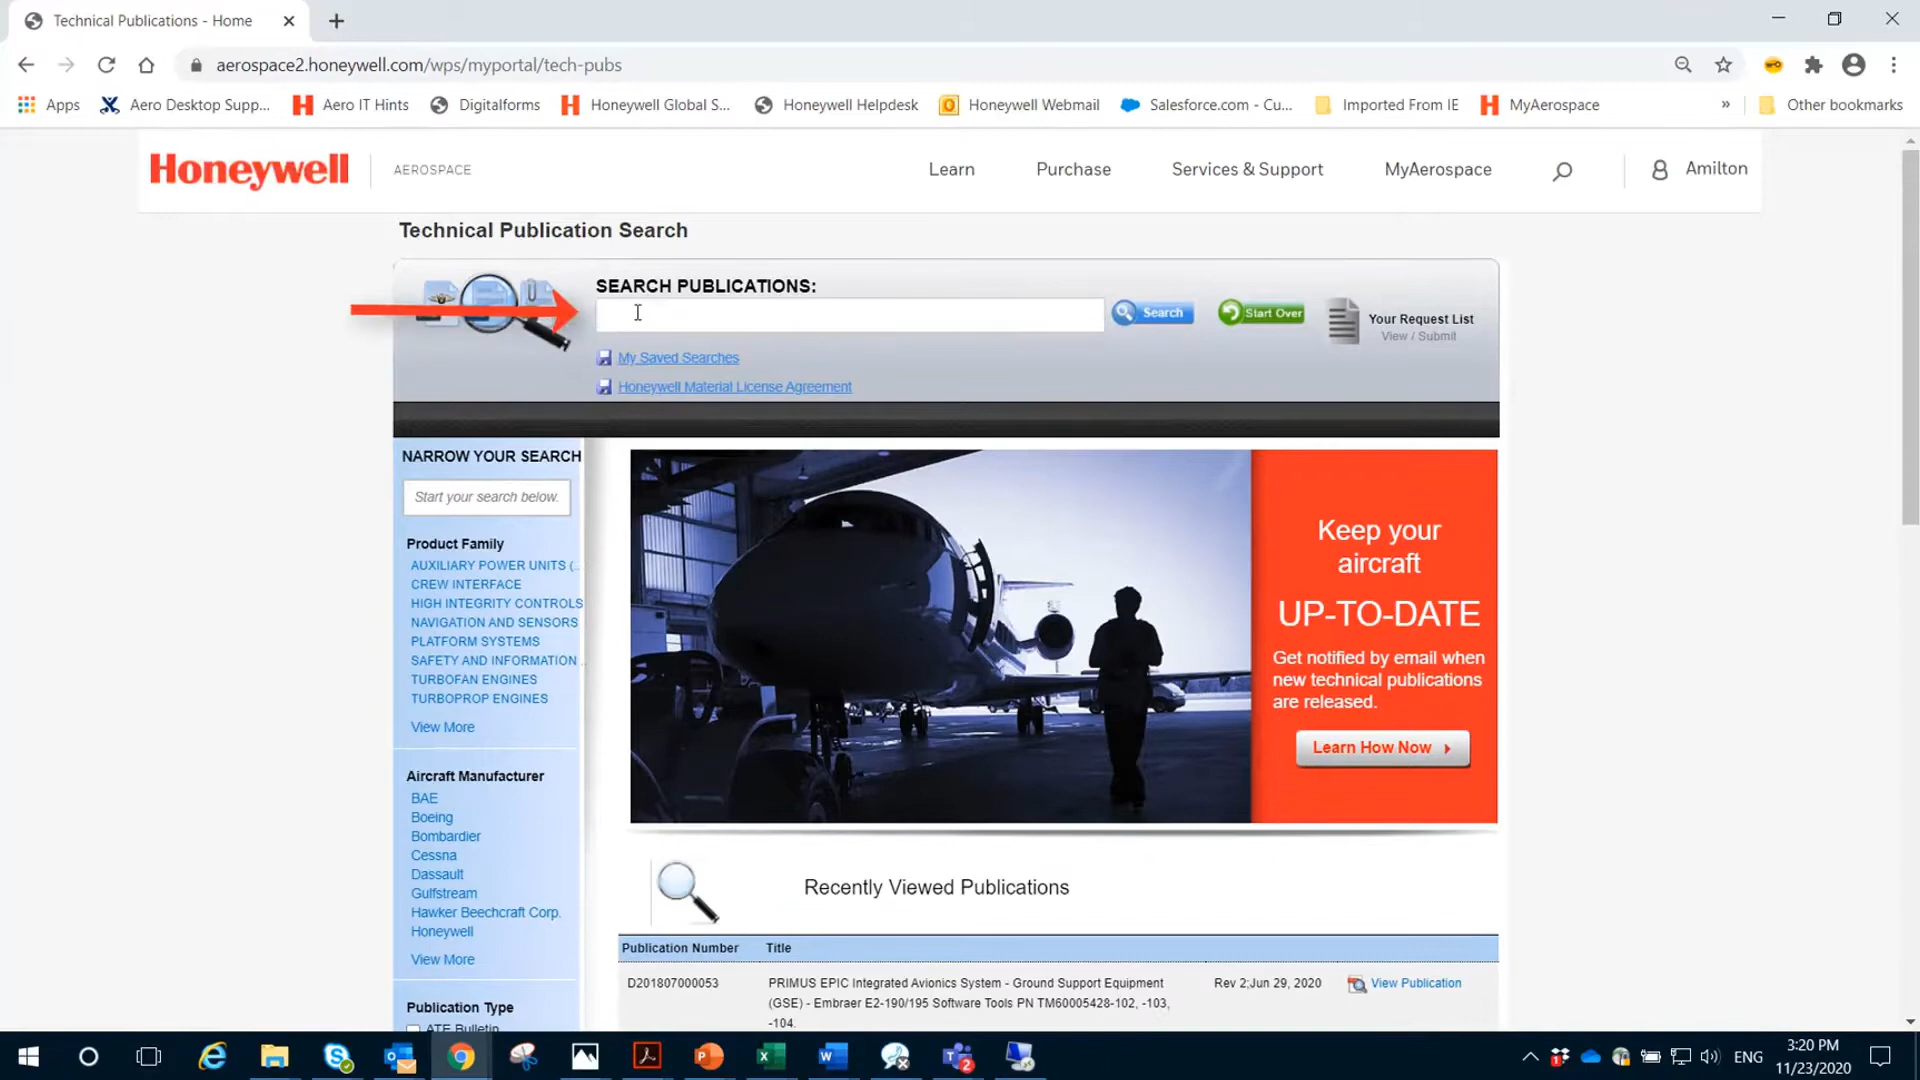 Technical Publications - Home
aerospace2.honeywell.com/wps/myportal/tech-pubs
Apps
Aero Desktop Supp...
Aero IT Hints
Digitalforms
Honeywell Global S...
Honeywell Helpdesk
Honeywell Webmail
Salesforce.com - Cu...
Imported From IE
MyAerospace
»
Other bookmarks
Honeywell
AEROSPACE
Learn
Purchase
Services & Support
MyAerospace
Amilton
Technical Publication Search
SEARCH PUBLICATIONS:
Search
Start Over
Your Request List
View / Submit
My Saved Searches
Honeywell Material License Agreement
NARROW YOUR SEARCH
Start your search below.
Product Family
AUXILIARY POWER UNITS (..
CREW INTERFACE
HIGH INTEGRITY CONTROLS
NAVIGATION AND SENSORS
PLATFORM SYSTEMS
SAFETY AND INFORMATION ..
TURBOFAN ENGINES
TURBOPROP ENGINES
View More
Aircraft Manufacturer
BAE
Boeing
Bombardier
Cessna
Dassault
Gulfstream
Hawker Beechcraft Corp.
Honeywell
View More
Publication Type
ATE Bulletin
Keep your
aircraft
UP-TO-DATE
Get notified by email when
new technical publications
are released.
Learn How Now
Recently Viewed Publications
Publication Number
Title
D201807000053
PRIMUS EPIC Integrated Avionics System - Ground Support Equipment
(GSE) - Embraer E2-190/195 Software Tools PN TM60005428-102, -103,
-104.
Rev 2;Jun 29, 2020
View Publication
ENG
3:20 PM
11/23/2020